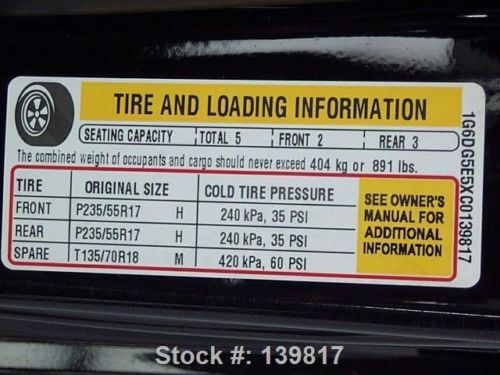 TIRE AND LOADING INFORMATION
SEATING CAPACITY TOTAL 5 FRONT 2 REAR 3
The combined weight of occupants and cargo should never exceed 404 kg or 891 lbs.
TIRE ORIGINAL SIZE COLD TIRE PRESSURE
FRONT P235/55R17 H 240 kPa, 35 PSI
REAR P235/55R17 H 240 kPa, 35 PSI
SPARE T135/70R18 M 420 kPa, 60 PSI
SEE OWNER'S
MANUAL FOR
ADDITIONAL
INFORMATION
1G6DG5E5XC0139817
Stock #: 139817